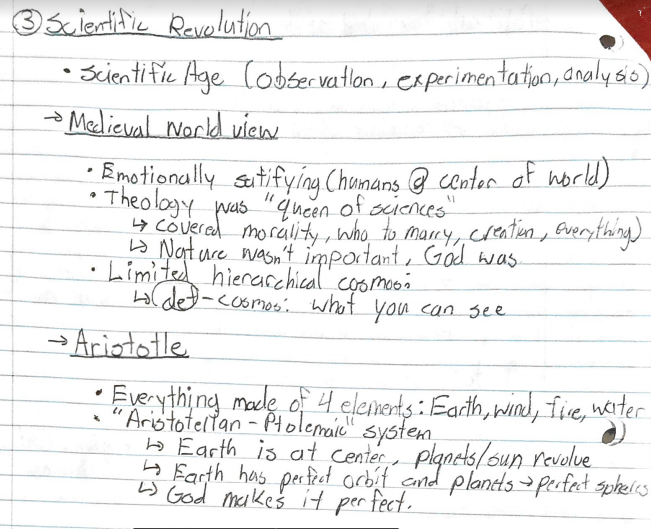 ③ Scientific Revolution
• Scientific Age (observation, experimentation, analysis)
→ Medieval World view
• Emotionally satifying (humans @ center of world)
• Theology was "queen of sciences"
↳ covered morality, who to marry, creation, everything)
↳ Nature wasn't important, God was
• Limited hierarchical cosmos:
↳ (def) - cosmos: what you can see
→ Aristotle
• Everything made of 4 elements: Earth, wind, fire, water
• "Aristotelian - Ptolemaic" system
↳ Earth is at center, planets/sun revolve
↳ Earth has perfect orbit and planets → perfect spheres
↳ God makes it perfect.